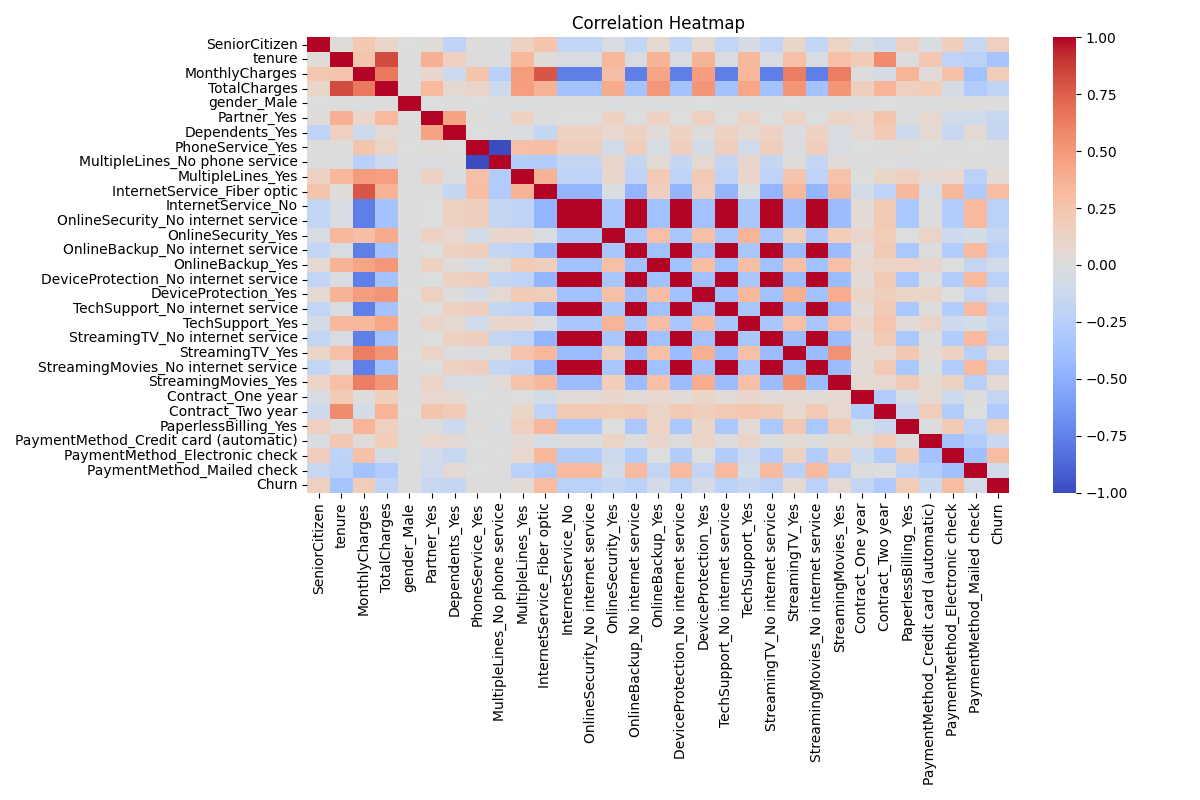 Correlation Heatmap
SeniorCitizen
tenure
MonthlyCharges
TotalCharges
gender_Male
Partner_Yes
Dependents_Yes
PhoneService_Yes
MultipleLines_No phone service
MultipleLines_Yes
InternetService_Fiber optic
InternetService_No
OnlineSecurity_No internet service
OnlineSecurity_Yes
OnlineBackup_No internet service
OnlineBackup_Yes
DeviceProtection_No internet service
DeviceProtection_Yes
TechSupport_No internet service
TechSupport_Yes
StreamingTV_No internet service
StreamingTV_Yes
StreamingMovies_No internet service
StreamingMovies_Yes
Contract_One year
Contract_Two year
PaperlessBilling_Yes
PaymentMethod_Credit card (automatic)
PaymentMethod_Electronic check
PaymentMethod_Mailed check
Churn
SeniorCitizen
tenure
MonthlyCharges
TotalCharges
gender_Male
Partner_Yes
Dependents_Yes
PhoneService_Yes
MultipleLines_No phone service
MultipleLines_Yes
InternetService_Fiber optic
InternetService_No
OnlineSecurity_No internet service
OnlineSecurity_Yes
OnlineBackup_No internet service
OnlineBackup_Yes
DeviceProtection_No internet service
DeviceProtection_Yes
TechSupport_No internet service
TechSupport_Yes
StreamingTV_No internet service
StreamingTV_Yes
StreamingMovies_No internet service
StreamingMovies_Yes
Contract_One year
Contract_Two year
PaperlessBilling_Yes
PaymentMethod_Credit card (automatic)
PaymentMethod_Electronic check
PaymentMethod_Mailed check
Churn
1.00
0.75
0.50
0.25
0.00
−0.25
−0.50
−0.75
−1.00